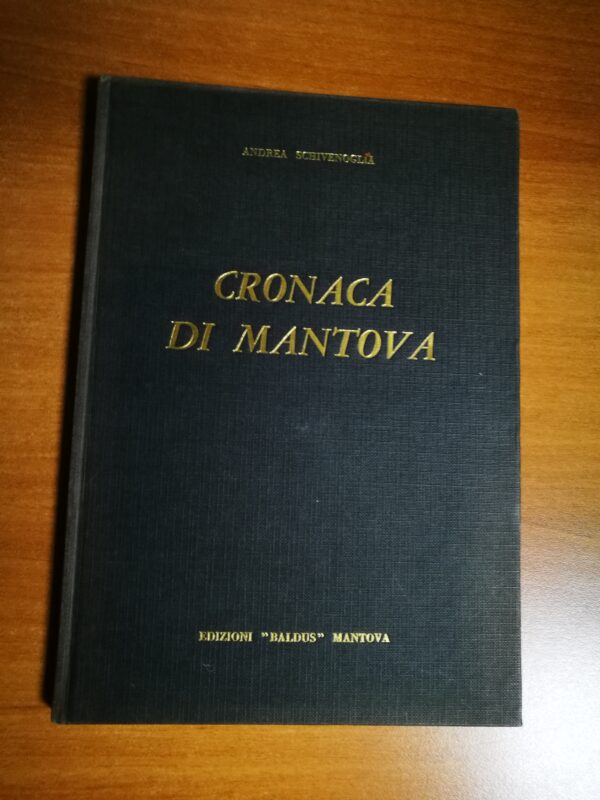 ANDREA SCHIVENOGLIA
CRONACA
DI MANTOVA
EDIZIONI "BALDUS" MANTOVA